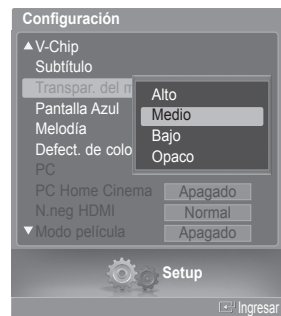 Configuración
▲ V-Chip
Subtítulo
Transpar. del m
Alto
Medio
Bajo
Opaco
Pantalla Azul
Melodía
Defect. de colo
PC
PC Home Cinema Apagado
N.neg HDMI Normal
▼ Modo película Apagado
Setup
Ingresar